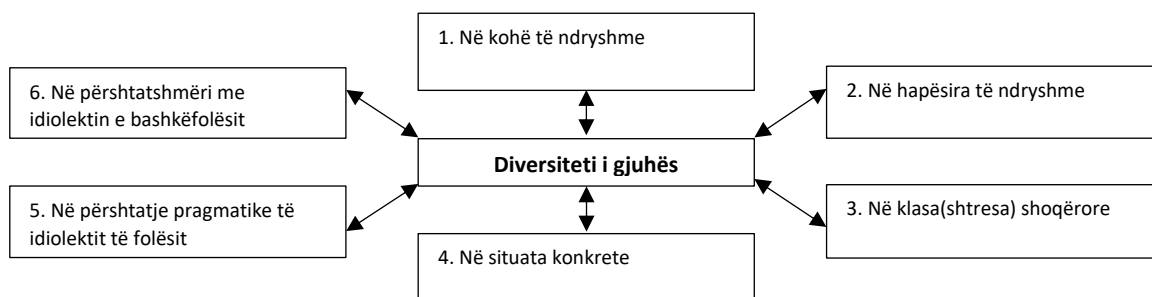 1. Në kohë të ndryshme
6. Në përshtatshmëri me
idiolektin e bashkëfolësit
2. Në hapësira të ndryshme
Diversiteti i gjuhës
5. Në përshtatje pragmatike të
idiolektit të folësit
3. Në klasa(shtresa) shoqërore
4. Në situata konkrete